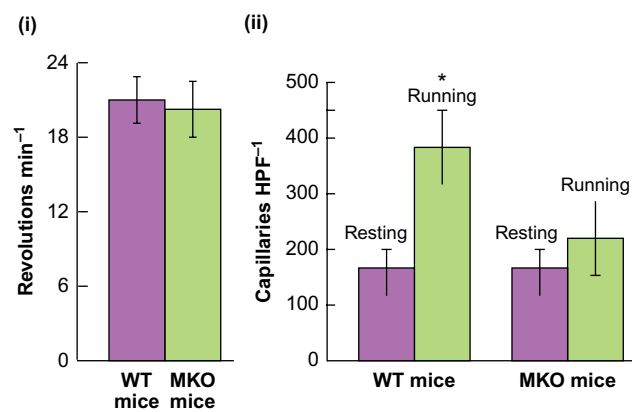 (i)
Revolutions min⁻¹
24
18
12
6
0
WT mice
MKO mice
(ii)
Capillaries HPF⁻¹
500
400
300
200
100
0
Resting
*
Running
Resting
Running
WT mice
MKO mice